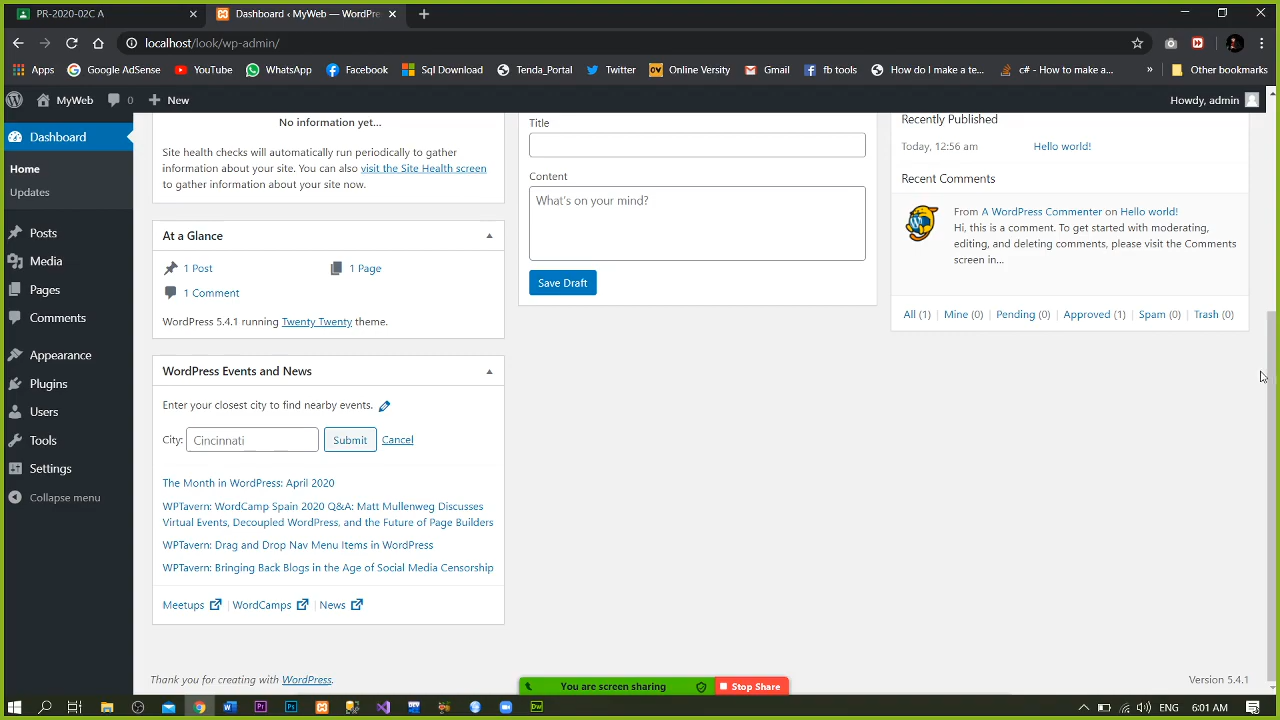 PR-2020-02C A
Dashboard ‹ MyWeb — WordPre
localhost/look/wp-admin/
Apps Google AdSense YouTube WhatsApp Facebook Sql Download Tenda_Portal Twitter Online Versity Gmail fb tools How do I make a te... c# - How to make a... » Other bookmarks
MyWeb 0 New Howdy, admin
Dashboard
Home
Updates
Posts
Media
Pages
Comments
Appearance
Plugins
Users
Tools
Settings
Collapse menu
No information yet...
Site health checks will automatically run periodically to gather
information about your site. You can also visit the Site Health screen
to gather information about your site now.
At a Glance
1 Post 1 Page
1 Comment
WordPress 5.4.1 running Twenty Twenty theme.
WordPress Events and News
Enter your closest city to find nearby events.
City: Cincinnati Submit Cancel
The Month in WordPress: April 2020
WPTavern: WordCamp Spain 2020 Q&A: Matt Mullenweg Discusses
Virtual Events, Decoupled WordPress, and the Future of Page Builders
WPTavern: Drag and Drop Nav Menu Items in WordPress
WPTavern: Bringing Back Blogs in the Age of Social Media Censorship
Meetups | WordCamps | News
Title
Content
What's on your mind?
Save Draft
Recently Published
Today, 12:56 am Hello world!
Recent Comments
From A WordPress Commenter on Hello world!
Hi, this is a comment. To get started with moderating,
editing, and deleting comments, please visit the Comments
screen in...
All (1) | Mine (0) | Pending (0) | Approved (1) | Spam (0) | Trash (0)
Thank you for creating with WordPress.
Version 5.4.1
You are screen sharing Stop Share
ENG 6:01 AM